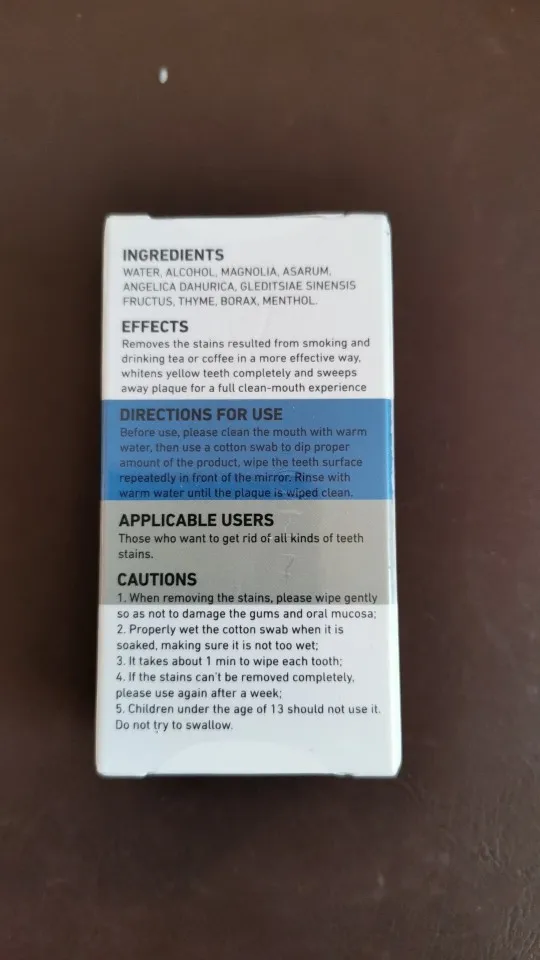 INGREDIENTS
WATER, ALCOHOL, MAGNOLIA, ASARUM,
ANGELICA DAHURICA, GLEDITSIAE SINENSIS
FRUCTUS, THYME, BORAX, MENTHOL.
EFFECTS
Removes the stains resulted from smoking and
drinking tea or coffee in a more effective way,
whitens yellow teeth completely and sweeps
away plaque for a full clean-mouth experience
DIRECTIONS FOR USE
Before use, please clean the mouth with warm
water, then use a cotton swab to dip proper
amount of the product, wipe the teeth surface
repeatedly in front of the mirror. Rinse with
warm water until the plaque is wiped clean.
APPLICABLE USERS
Those who want to get rid of all kinds of teeth
stains.
CAUTIONS
1. When removing the stains, please wipe gently
so as not to damage the gums and oral mucosa;
2. Properly wet the cotton swab when it is
soaked, making sure it is not too wet;
3. It takes about 1 min to wipe each tooth;
4. If the stains can't be removed completely,
please use again after a week;
5. Children under the age of 13 should not use it.
Do not try to swallow.